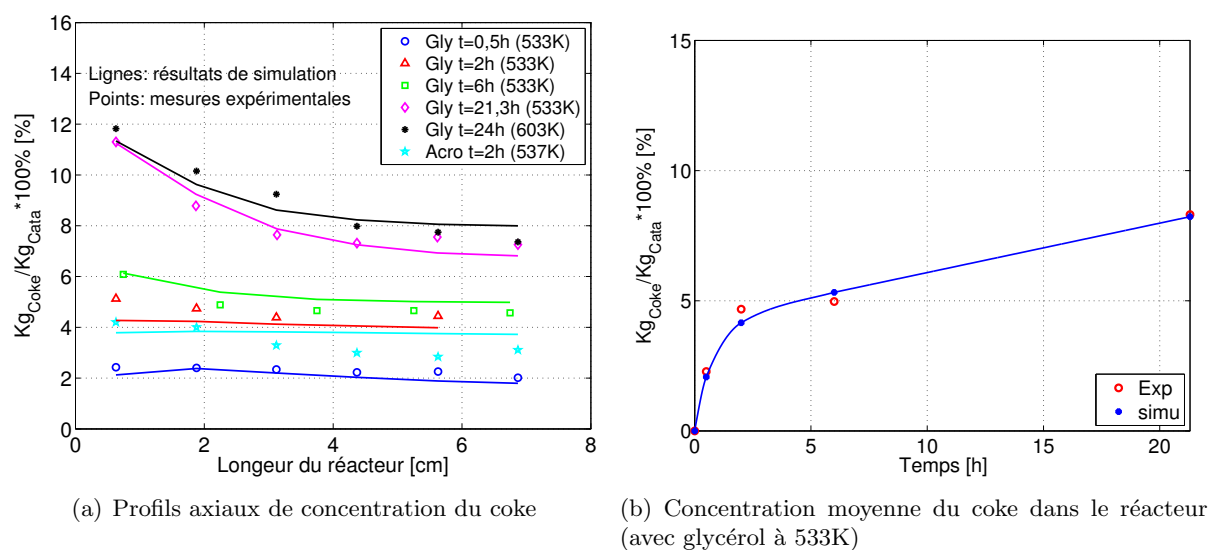 16
14
12
10
8
6
4
2
0
Kg_Coke/Kg_Cata*100% [%]
Lignes: résultats de simulation
Points: mesures expérimentales
Gly t=0,5h (533K)
Gly t=2h (533K)
Gly t=6h (533K)
Gly t=21,3h (533K)
Gly t=24h (603K)
Acro t=2h (537K)
0 2 4 6 8
Longeur du réacteur [cm]
(a) Profils axiaux de concentration du coke
15
10
5
0
Kg_Coke/Kg_Cata*100% [%]
Exp
simu
0 5 10 15 20
Temps [h]
(b) Concentration moyenne du coke dans le réacteur
(avec glycérol à 533K)